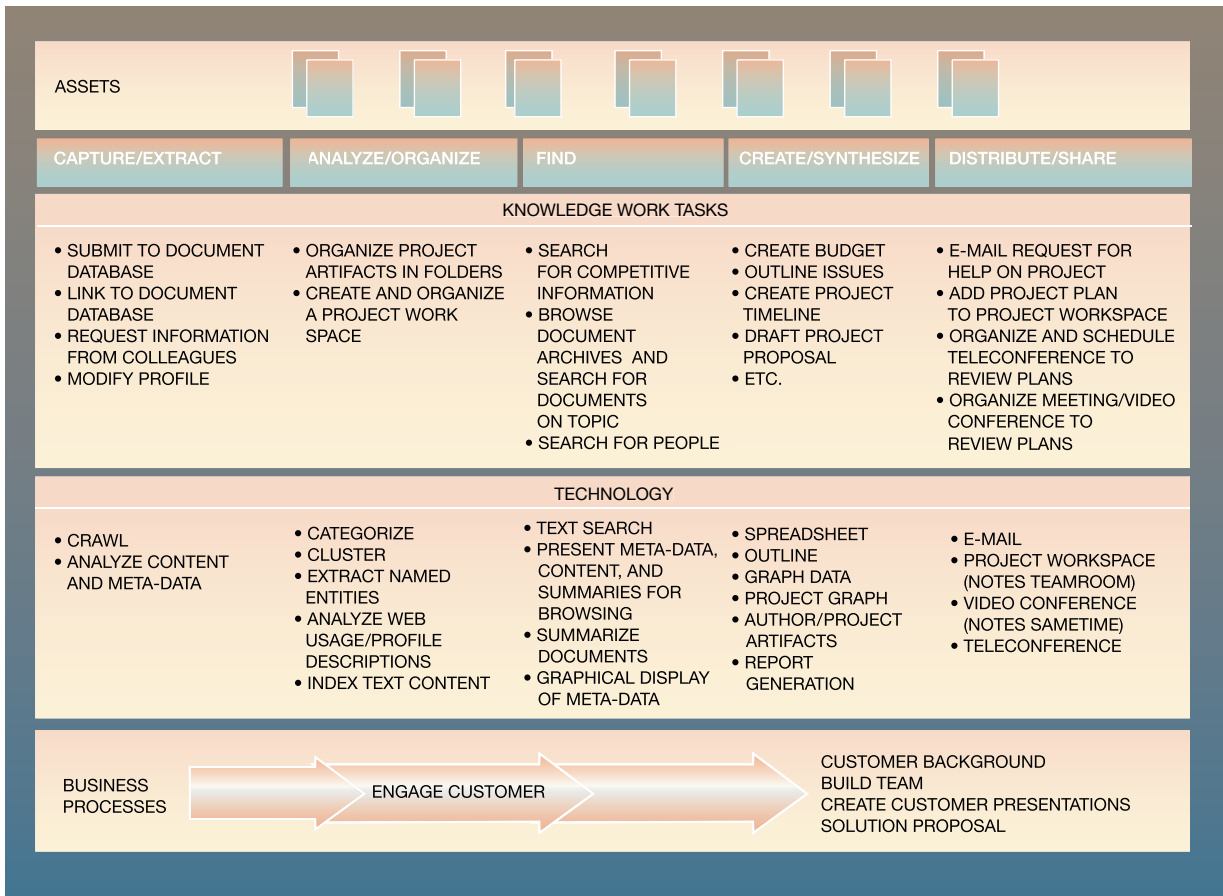 ASSETS
CAPTURE/EXTRACT
ANALYZE/ORGANIZE
FIND
CREATE/SYNTHESIZE
DISTRIBUTE/SHARE
KNOWLEDGE WORK TASKS
• SUBMIT TO DOCUMENT
DATABASE
• LINK TO DOCUMENT
DATABASE
• REQUEST INFORMATION
FROM COLLEAGUES
• MODIFY PROFILE
• ORGANIZE PROJECT
ARTIFACTS IN FOLDERS
• CREATE AND ORGANIZE
A PROJECT WORK
SPACE
• SEARCH
FOR COMPETITIVE
INFORMATION
• BROWSE
DOCUMENT
ARCHIVES AND
SEARCH FOR
DOCUMENTS
ON TOPIC
• SEARCH FOR PEOPLE
• CREATE BUDGET
• OUTLINE ISSUES
• CREATE PROJECT
TIMELINE
• DRAFT PROJECT
PROPOSAL
• ETC.
• E-MAIL REQUEST FOR
HELP ON PROJECT
• ADD PROJECT PLAN
TO PROJECT WORKSPACE
• ORGANIZE AND SCHEDULE
TELECONFERENCE TO
REVIEW PLANS
• ORGANIZE MEETING/VIDEO
CONFERENCE TO
REVIEW PLANS
TECHNOLOGY
• CRAWL
• ANALYZE CONTENT
AND META-DATA
• CATEGORIZE
• CLUSTER
• EXTRACT NAMED
ENTITIES
• ANALYZE WEB
USAGE/PROFILE
DESCRIPTIONS
• INDEX TEXT CONTENT
• TEXT SEARCH
• PRESENT META-DATA,
CONTENT, AND
SUMMARIES FOR
BROWSING
• SUMMARIZE
DOCUMENTS
• GRAPHICAL DISPLAY
OF META-DATA
• SPREADSHEET
• OUTLINE
• GRAPH DATA
• PROJECT GRAPH
• AUTHOR/PROJECT
ARTIFACTS
• REPORT
GENERATION
• E-MAIL
• PROJECT WORKSPACE
(NOTES TEAMROOM)
• VIDEO CONFERENCE
(NOTES SAMETIME)
• TELECONFERENCE
BUSINESS
PROCESSES
ENGAGE CUSTOMER
CUSTOMER BACKGROUND
BUILD TEAM
CREATE CUSTOMER PRESENTATIONS
SOLUTION PROPOSAL